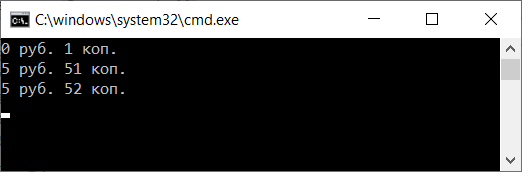 C:\windows\system32\cmd.exe
0 руб. 1 коп.
5 руб. 51 коп.
5 руб. 52 коп.